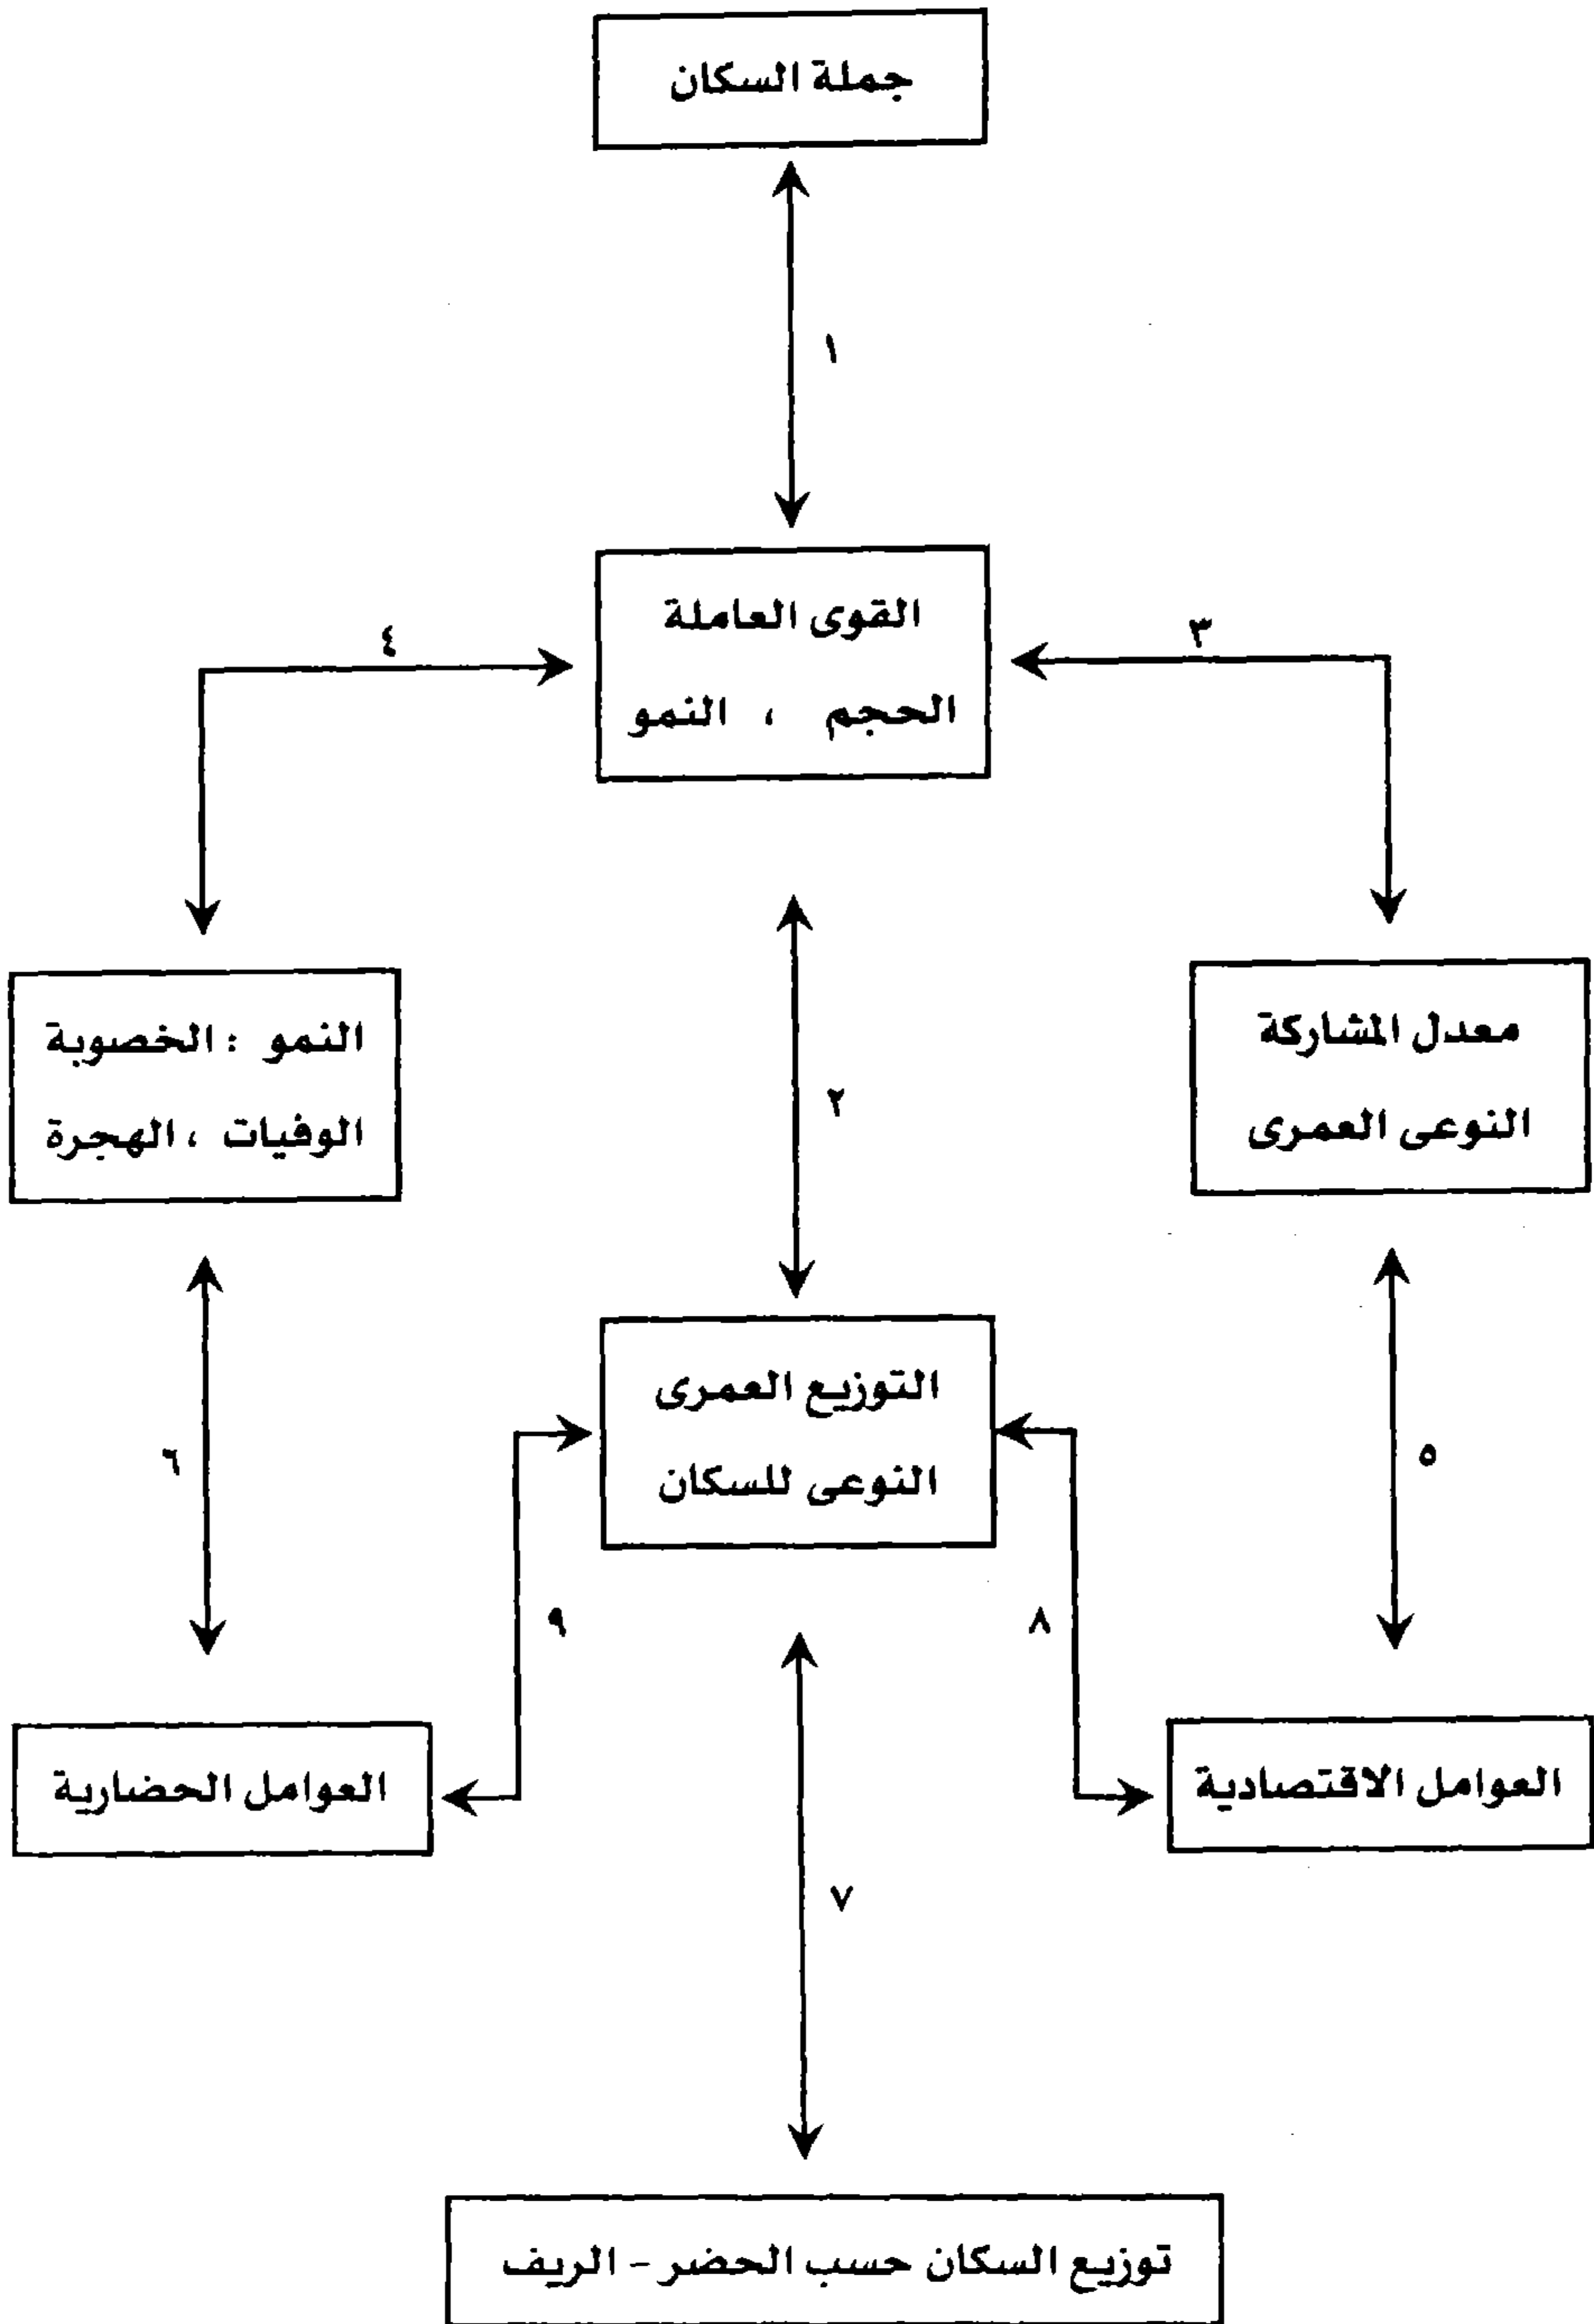 جملة السكان
١
القوى العاملة
الحجم ، النمو
٣
٤
معدل المشاركة
النوعى العمرى
٢
النمو : الخصوبة
الوفيات ، الهجرة
التوزيع العمرى
النوعى للسكان
٥
٦
٨
٩
العوامل الاقتصادية
العوامل الحضارية
٧
توزيع السكان حسب الحضر - الريف